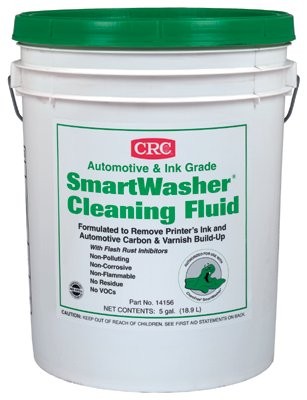 CRC
Automotive & Ink Grade
SmartWasher®
Cleaning Fluid
Formulated to Remove Printer's Ink and
Automotive Carbon & Varnish Build-Up
With Flash Rust Inhibitors
Non-Polluting
Non-Corrosive
Non-Flammable
No Residue
No VOCs
Part No. 14156
NET CONTENTS: 5 gal. (18.9 L)
CAUTION: KEEP OUT OF REACH OF CHILDREN. SEE FIRST AID STATEMENTS ON BACK.